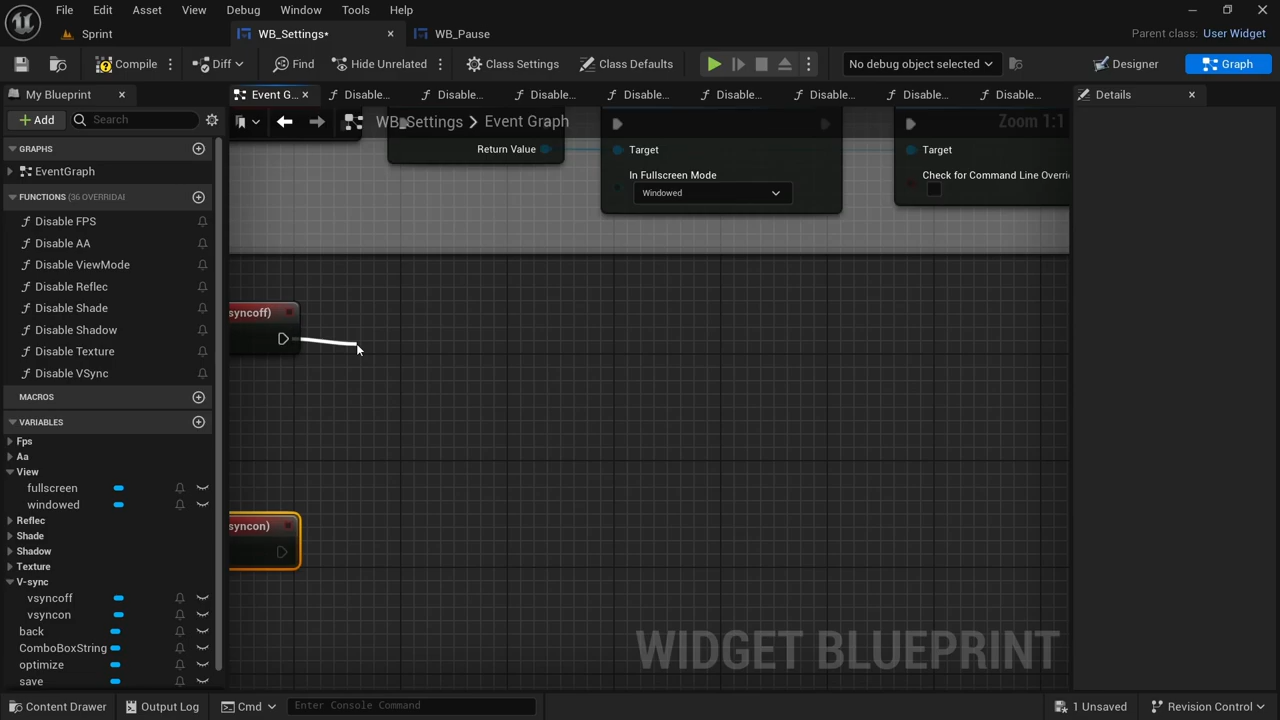 File Edit Asset View Debug Window Tools Help
Sprint WB_Settings* WB_Pause
Parent class: User Widget
Compile Diff Find Hide Unrelated Class Settings Class Defaults No debug object selected Designer Graph
My Blueprint Event G... Disable... Disable... Disable... Disable... Disable... Disable... Disable... Disable... Details
Add Search
WB_Settings > Event Graph Zoom 1:1
GRAPHS
EventGraph
FUNCTIONS (36 OVERRIDAI
Disable FPS
Disable AA
Disable ViewMode
Disable Reflec
Disable Shade
Disable Shadow
Disable Texture
Disable VSync
MACROS
VARIABLES
Fps
Aa
View
fullscreen
windowed
Reflec
Shade
Shadow
Texture
V-sync
vsyncoff
vsyncon
back
ComboBoxString
optimize
save
Return Value
Target
In Fullscreen Mode
Windowed
Target
Check for Command Line Overri
syncoff)
syncon)
WIDGET BLUEPRINT
Content Drawer Output Log Cmd Enter Console Command 1 Unsaved Revision Control